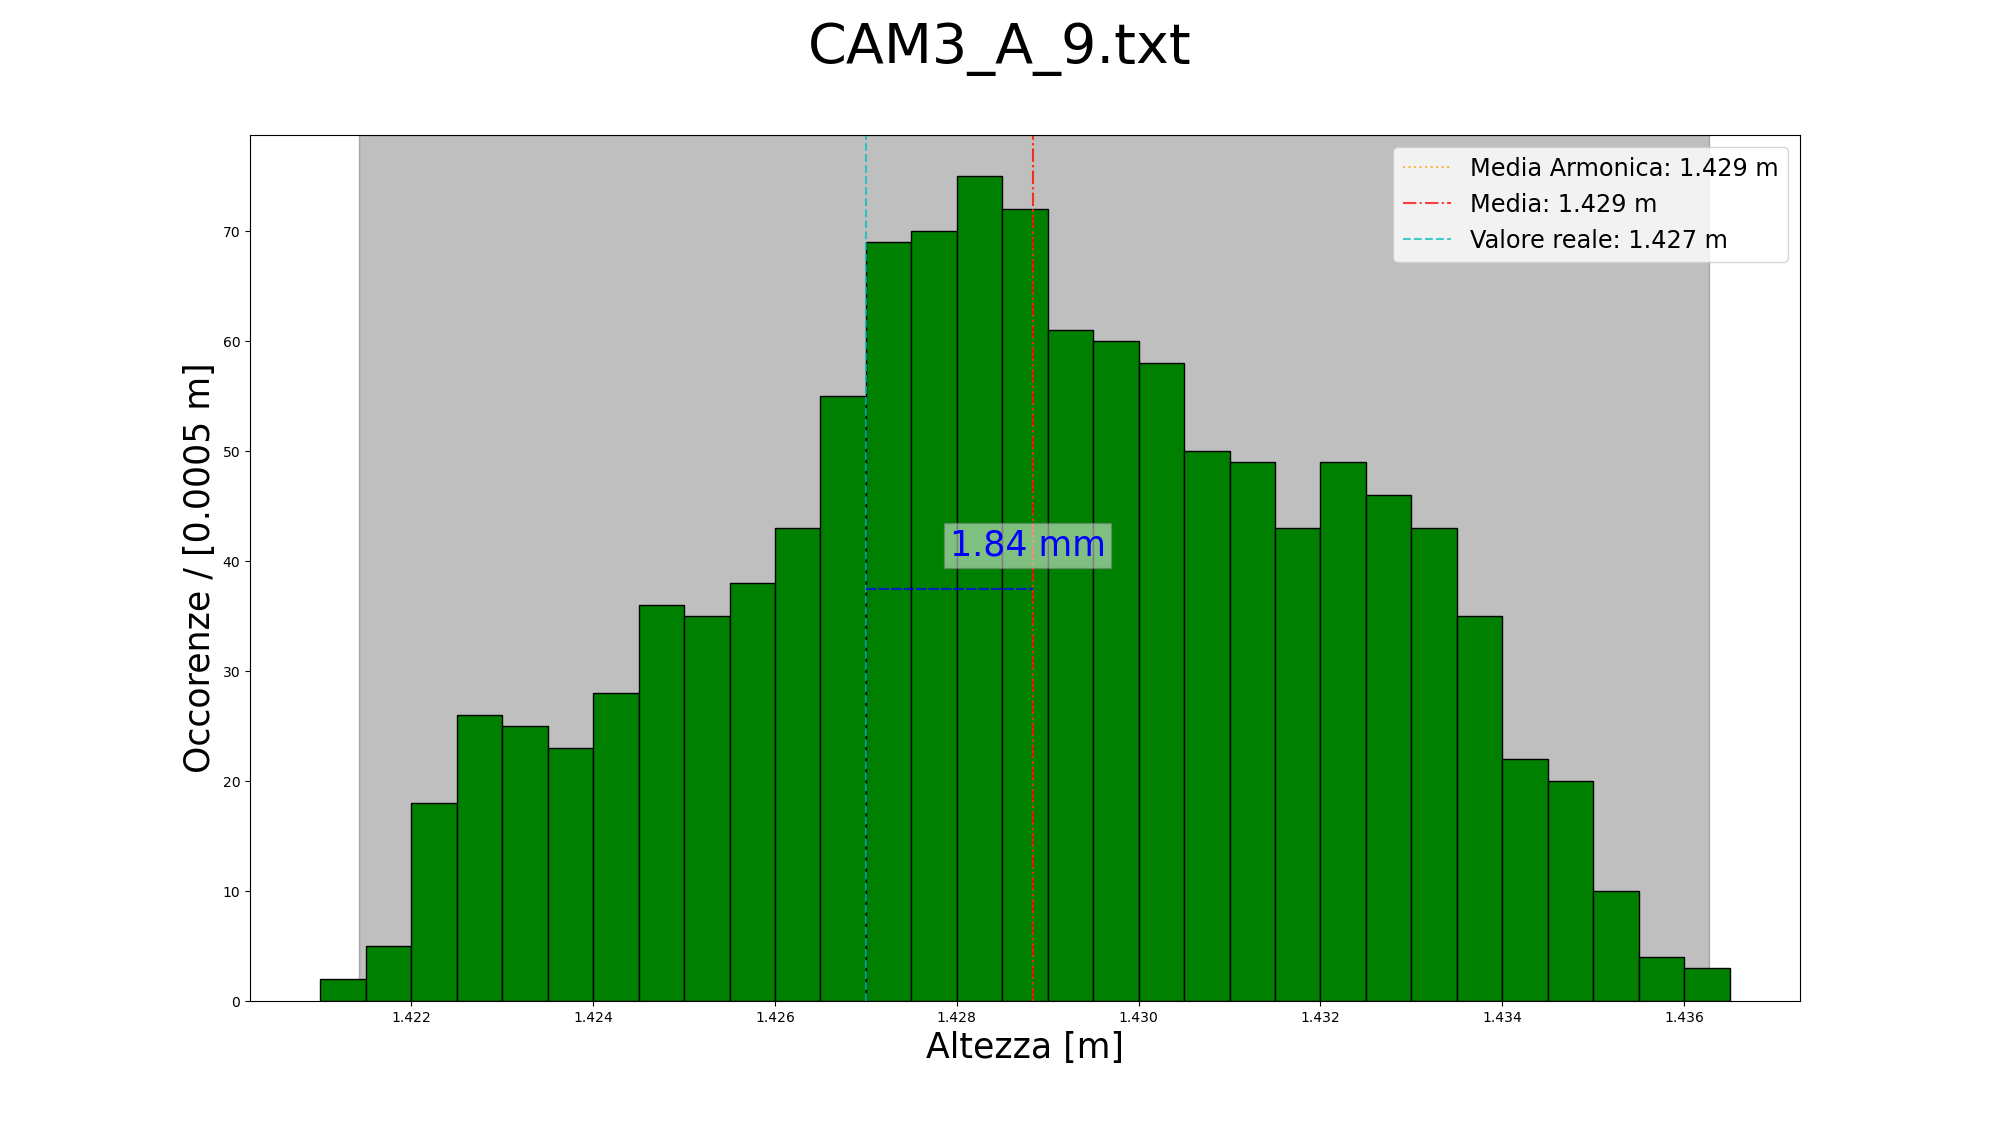 CAM3_A_9.txt
Media Armonica: 1.429 m
Media: 1.429 m
Valore reale: 1.427 m
Occorenze / [0.0005 m]
70
60
50
40
30
20
10
0
1.84 mm
1.422 1.424 1.426 1.428 1.430 1.432 1.434 1.436
Altezza [m]